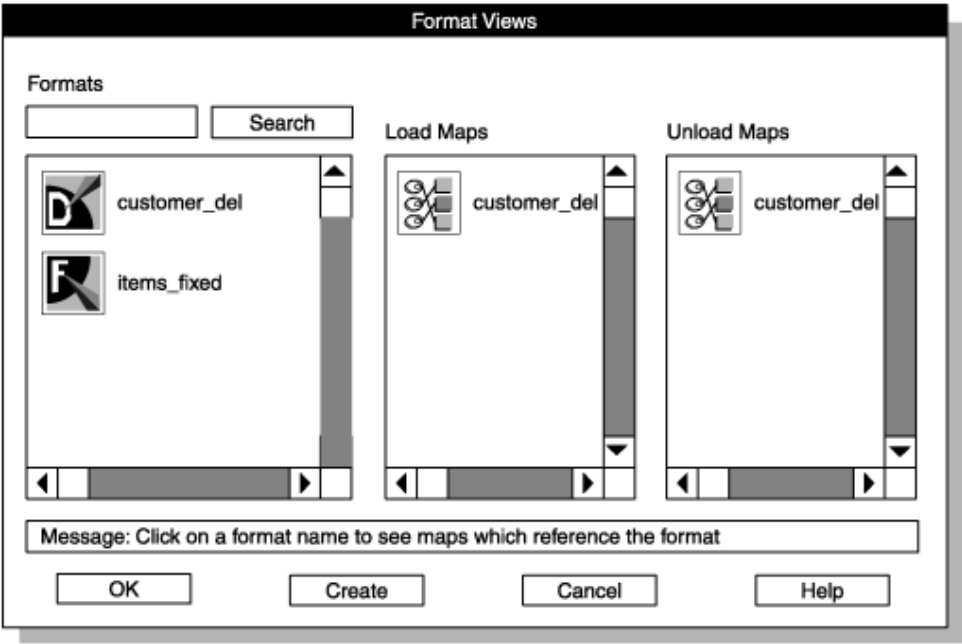 Format Views
Formats
Search
Load Maps
Unload Maps
D
customer_del
F
items_fixed
customer_del
customer_del
Message: Click on a format name to see maps which reference the format
OK
Create
Cancel
Help